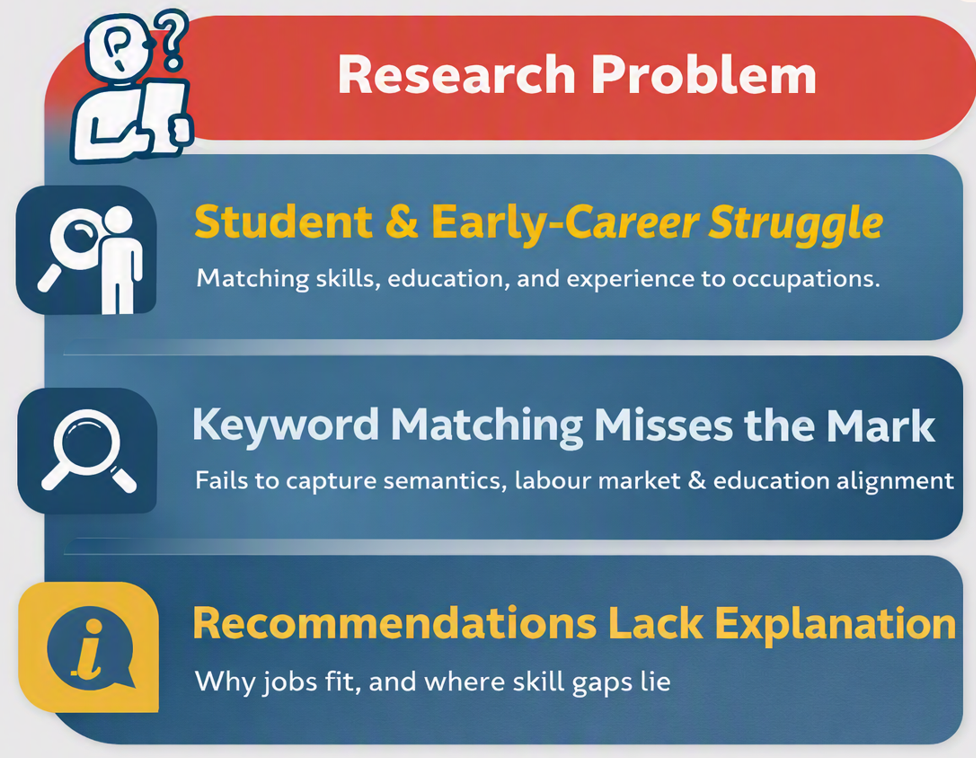 Research Problem
Student & Early-Career Struggle
Matching skills, education, and experience to occupations.
Keyword Matching Misses the Mark
Fails to capture semantics, labour market & education alignment
Recommendations Lack Explanation
Why jobs fit, and where skill gaps lie